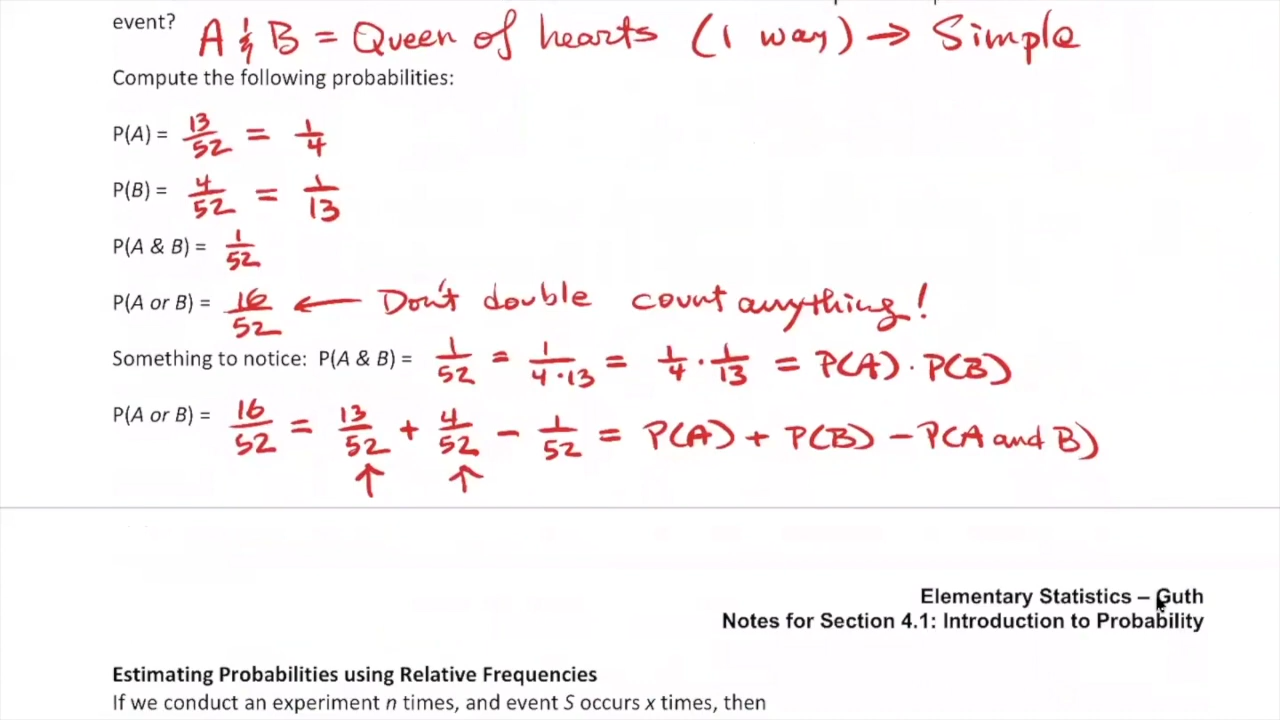 event? A & B = Queen of hearts (1 way) → Simple
Compute the following probabilities:
P(A) = 13/52 = 1/4
P(B) = 4/52 = 1/13
P(A & B) = 1/52
P(A or B) = 16/52 ← Don't double count anything!
Something to notice: P(A & B) = 1/52 = 1/4·13 = 1/4 · 1/13 = P(A) · P(B)
P(A or B) = 16/52 = 13/52 + 4/52 − 1/52 = P(A) + P(B) − P(A and B)
↑ ↑
Elementary Statistics – Guth
Notes for Section 4.1: Introduction to Probability
Estimating Probabilities using Relative Frequencies
If we conduct an experiment n times, and event S occurs x times, then